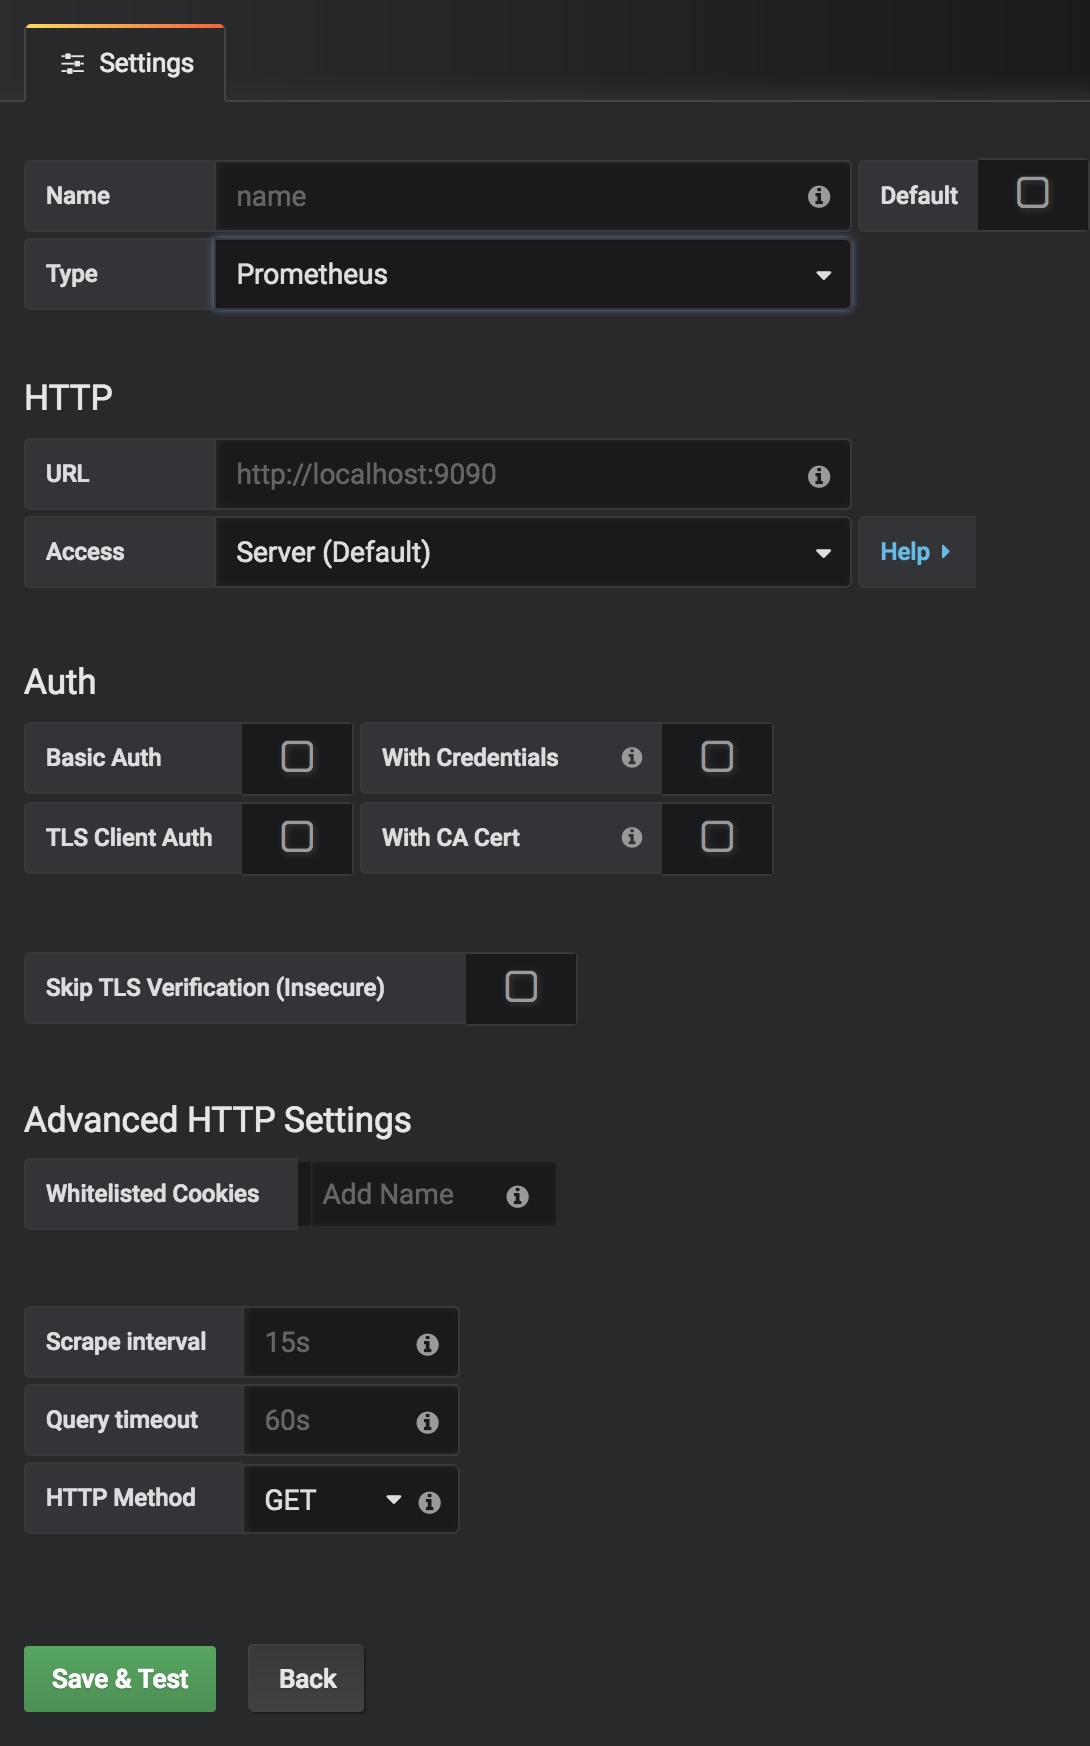 Settings
Name name Default
Type Prometheus
HTTP
URL http://localhost:9090
Access Server (Default) Help
Auth
Basic Auth With Credentials
TLS Client Auth With CA Cert
Skip TLS Verification (Insecure)
Advanced HTTP Settings
Whitelisted Cookies Add Name
Scrape interval 15s
Query timeout 60s
HTTP Method GET
Save & Test Back